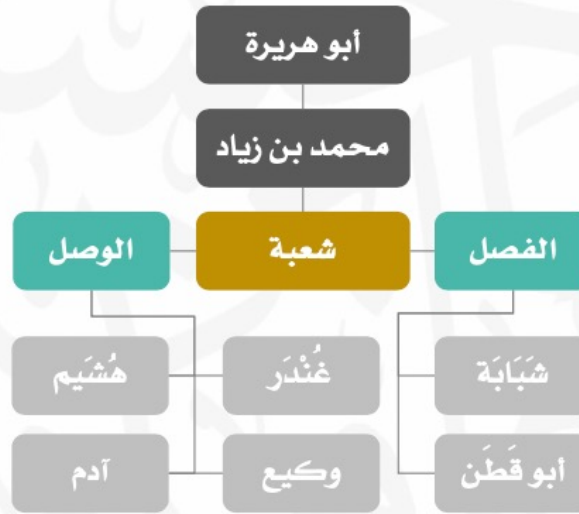 أبو هريرة
محمد بن زياد
الفصل
شعبة
الوصل
شَبَابَة
غُنْدَر
هُشَيم
أبو قَطَن
وكيع
آدم